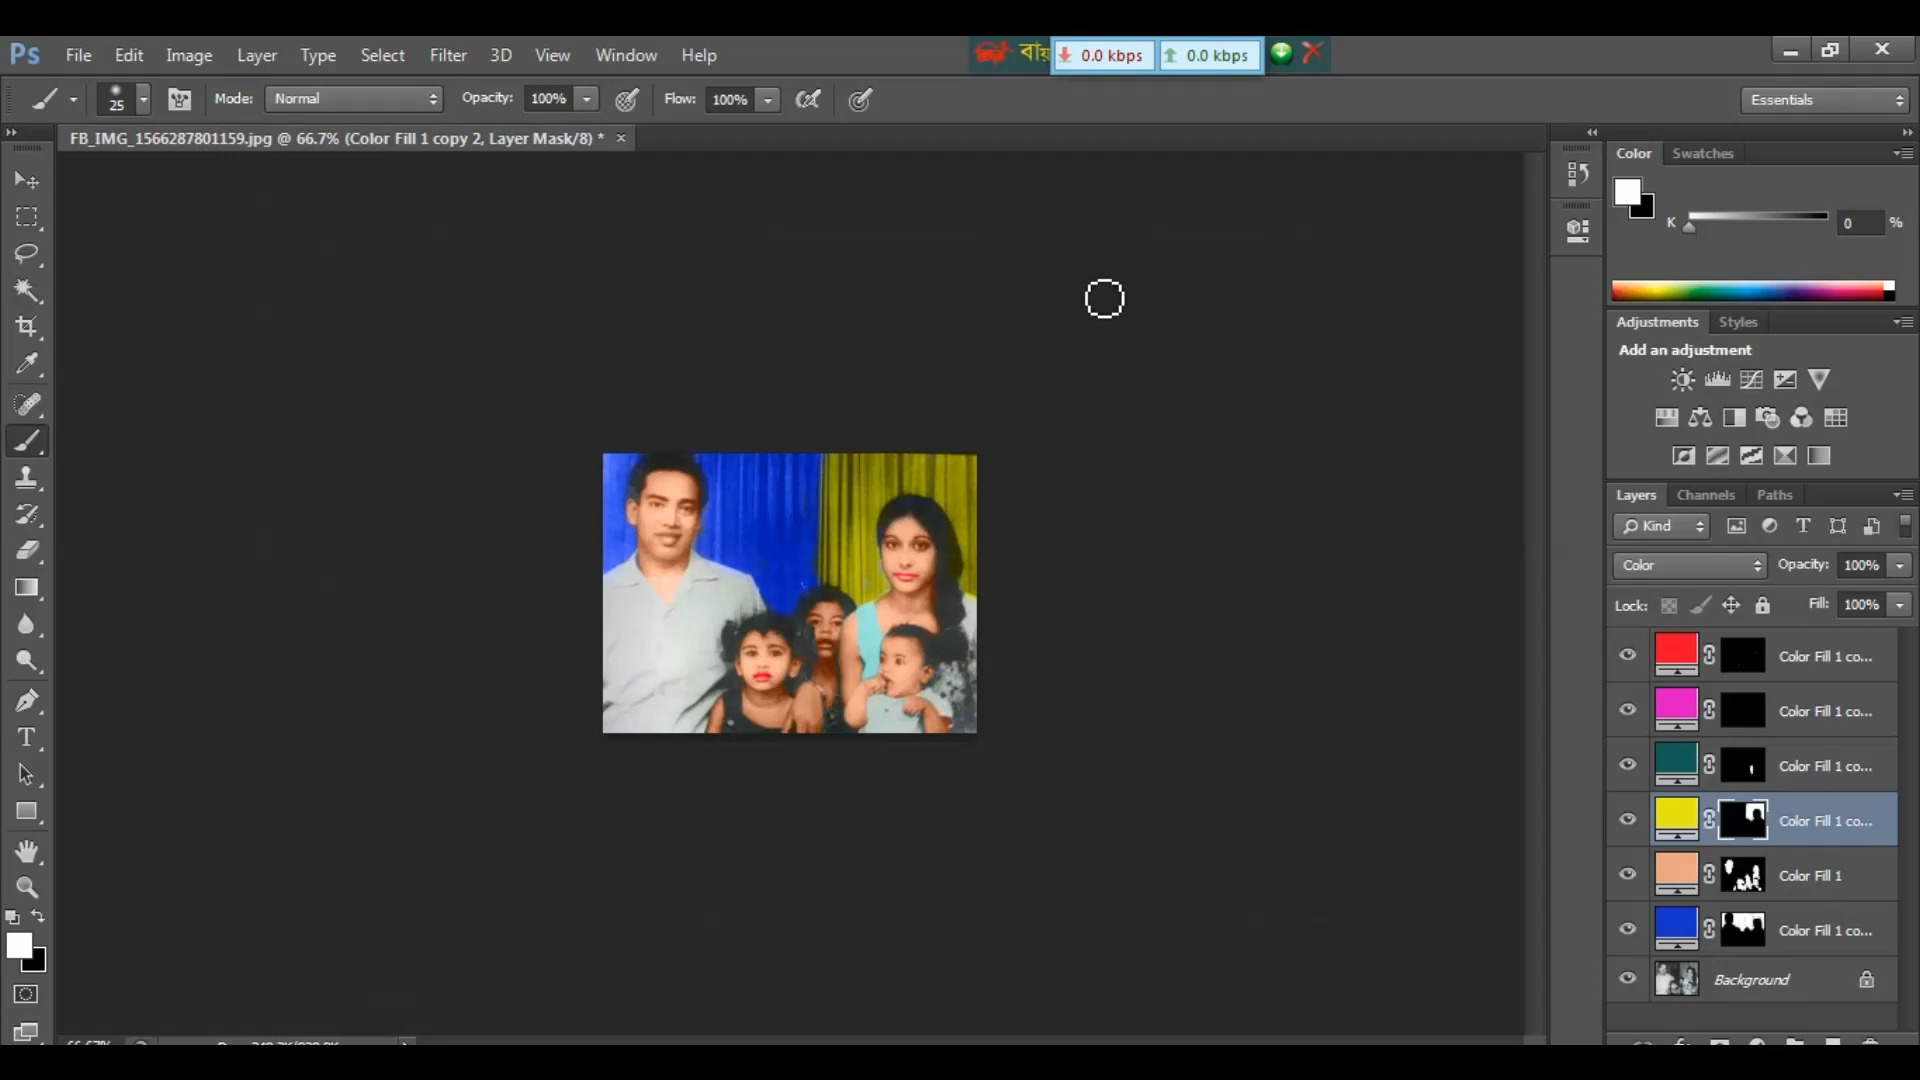 Ps File Edit Image Layer Type Select Filter 3D View Window Help
0.0 kbps 0.0 kbps
25 Mode: Normal Opacity: 100% Flow: 100% Essentials
FB_IMG_1566287801159.jpg @ 66.7% (Color Fill 1 copy 2, Layer Mask/8) *
Color Swatches
K 0 %
Adjustments Styles
Add an adjustment
Layers Channels Paths
Kind
Color Opacity: 100%
Lock: Fill: 100%
Color Fill 1 co...
Color Fill 1 co...
Color Fill 1 co...
Color Fill 1 co...
Color Fill 1
Color Fill 1 co...
Background